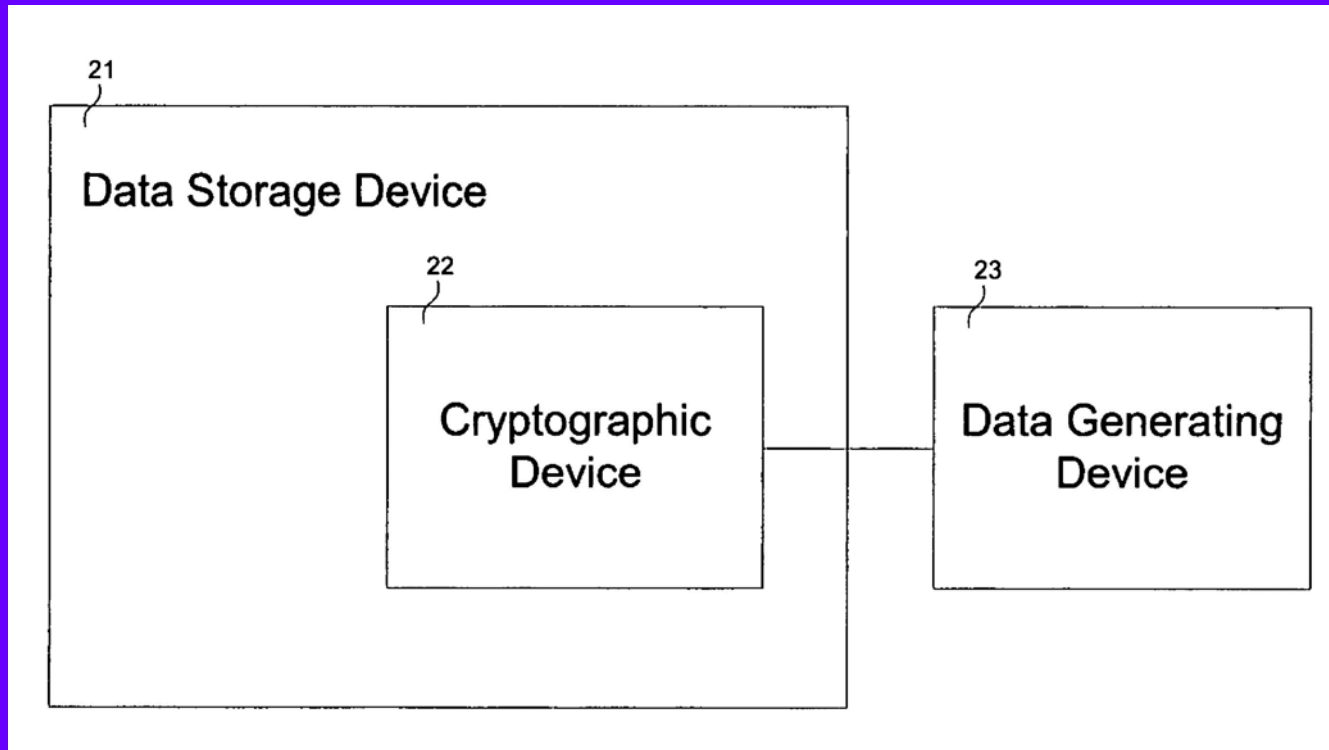 21
Data Storage Device
22
23
Cryptographic
Device
Data Generating
Device